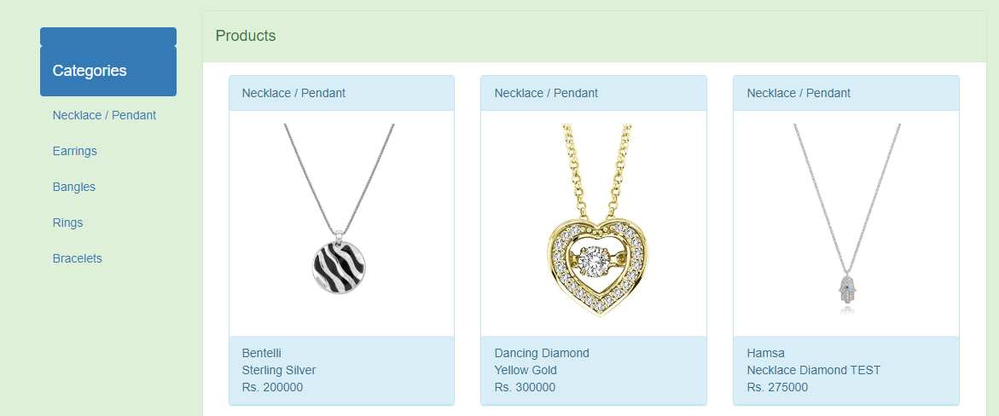 Categories
Necklace / Pendant
Earrings
Bangles
Rings
Bracelets
Products
Necklace / Pendant
Bentelli
Sterling Silver
Rs. 200000
Necklace / Pendant
Dancing Diamond
Yellow Gold
Rs. 300000
Necklace / Pendant
Hamsa
Necklace Diamond TEST
Rs. 275000